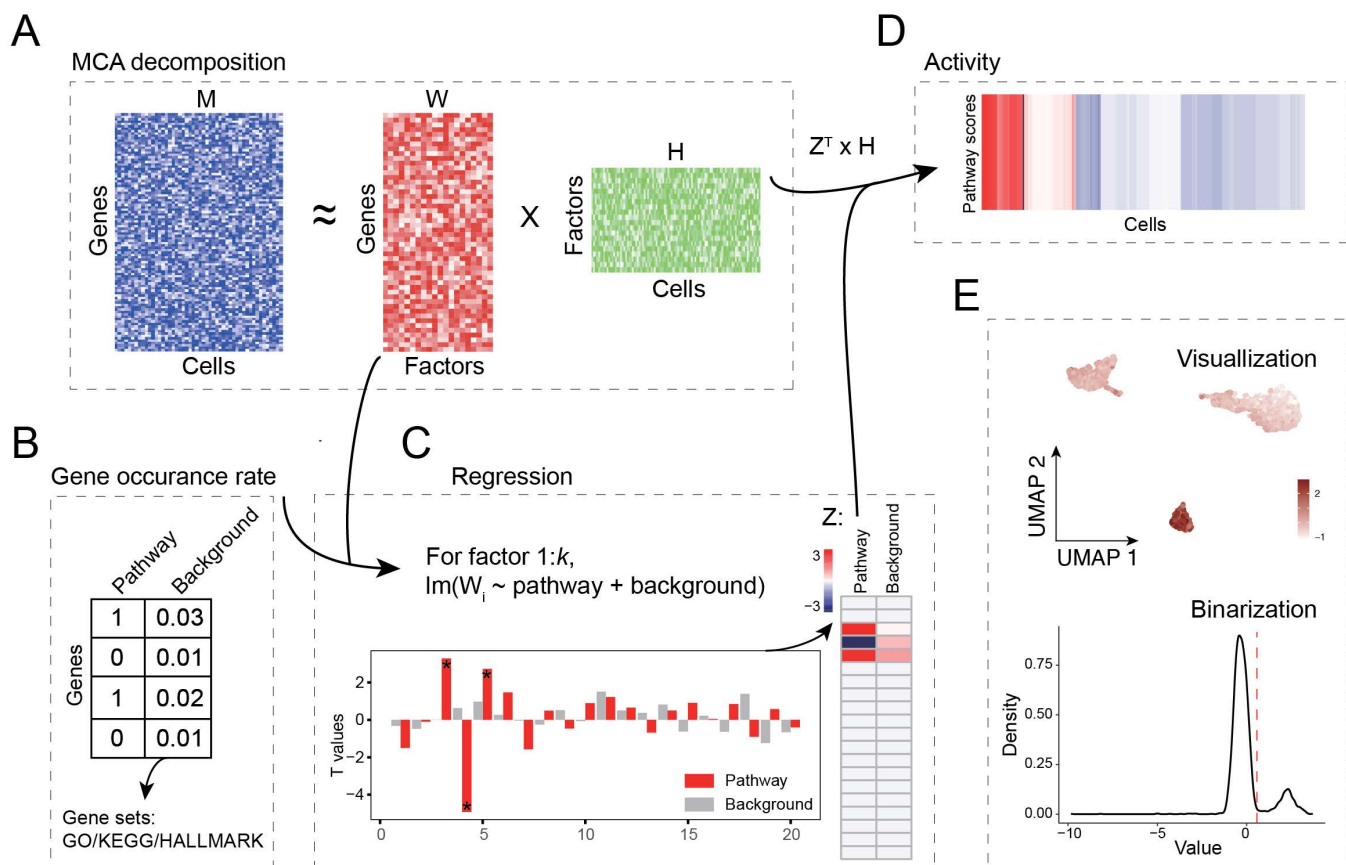 A
MCA decomposition
M
W
H
Genes
≈
Genes
X
Factors
Cells
Factors
Cells
Zᵀ x H
D
Activity
Pathway scores
Cells
B
Gene occurance rate
Pathway
Background
Genes
1 0.03
0 0.01
1 0.02
0 0.01
Gene sets:
GO/KEGG/HALLMARK
C
Regression
For factor 1:k,
lm(Wᵢ ~ pathway + background)
Z:
3
−3
Pathway
Background
T values
2
0
−2
−4
* * *
Pathway
Background
0 5 10 15 20
E
Visuallization
UMAP 2
UMAP 1
2
−1
Binarization
Density
0.75
0.50
0.25
0.00
-10 -5 0
Value